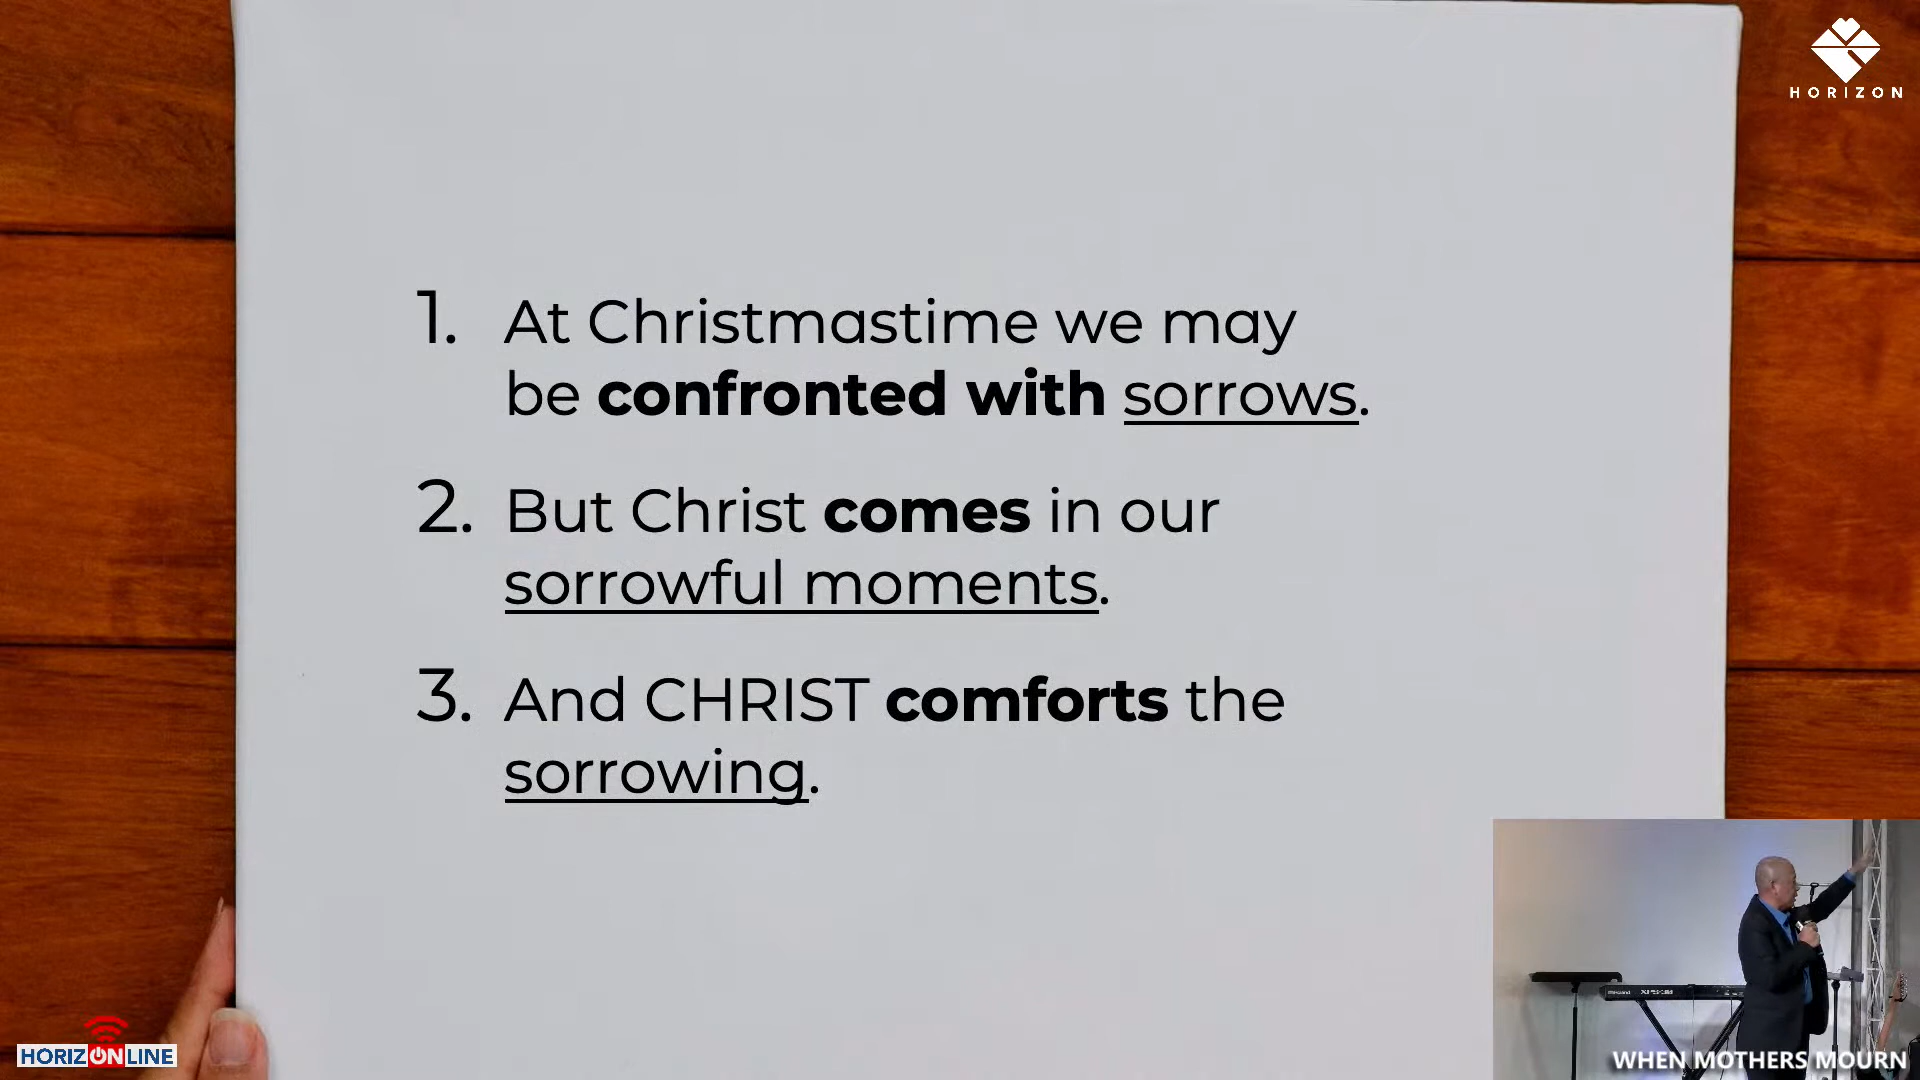 HORIZON
1. At Christmastime we may
be confronted with sorrows.
2. But Christ comes in our
sorrowful moments.
3. And CHRIST comforts the
sorrowing.
HORIZONLINE
WHEN MOTHERS MOURN